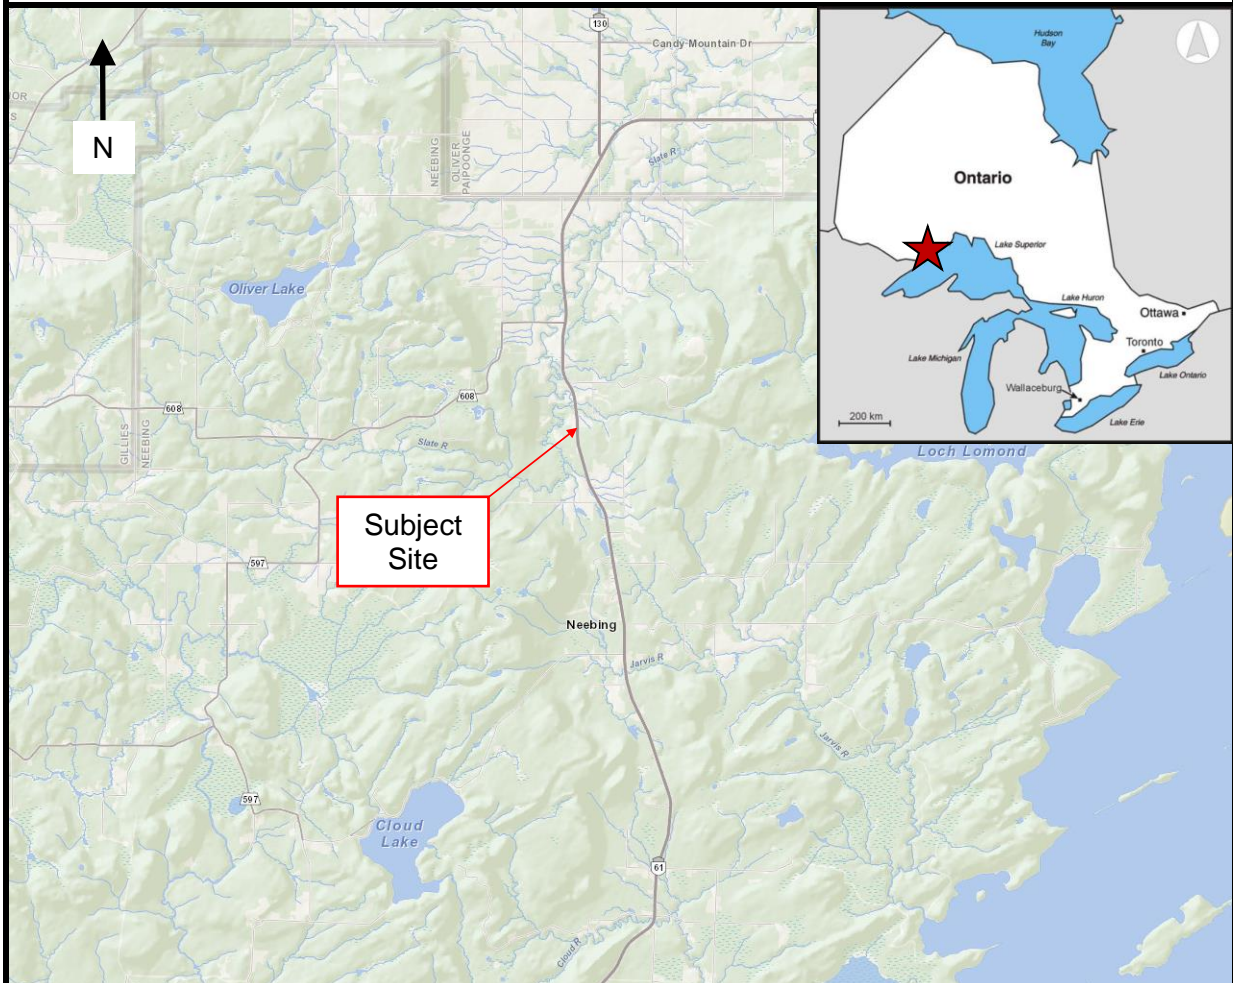 130
Candy Mountain Dr
N
OR
S
NEEBING
OLIVER
PAIPOONGE
Slate R
Oliver Lake
608
608
GILLIES
NEEBING
Slate R
Subject
Site
597
Neebing
Jarvis R
Jarvis R
597
Cloud
Lake
61
Cloud R
Loch Lomond
Hudson
Bay
Ontario
Lake Superior
Lake Huron
Ottawa
Toronto
Lake Michigan
Lake Ontario
Wallaceburg
Lake Erie
200 km